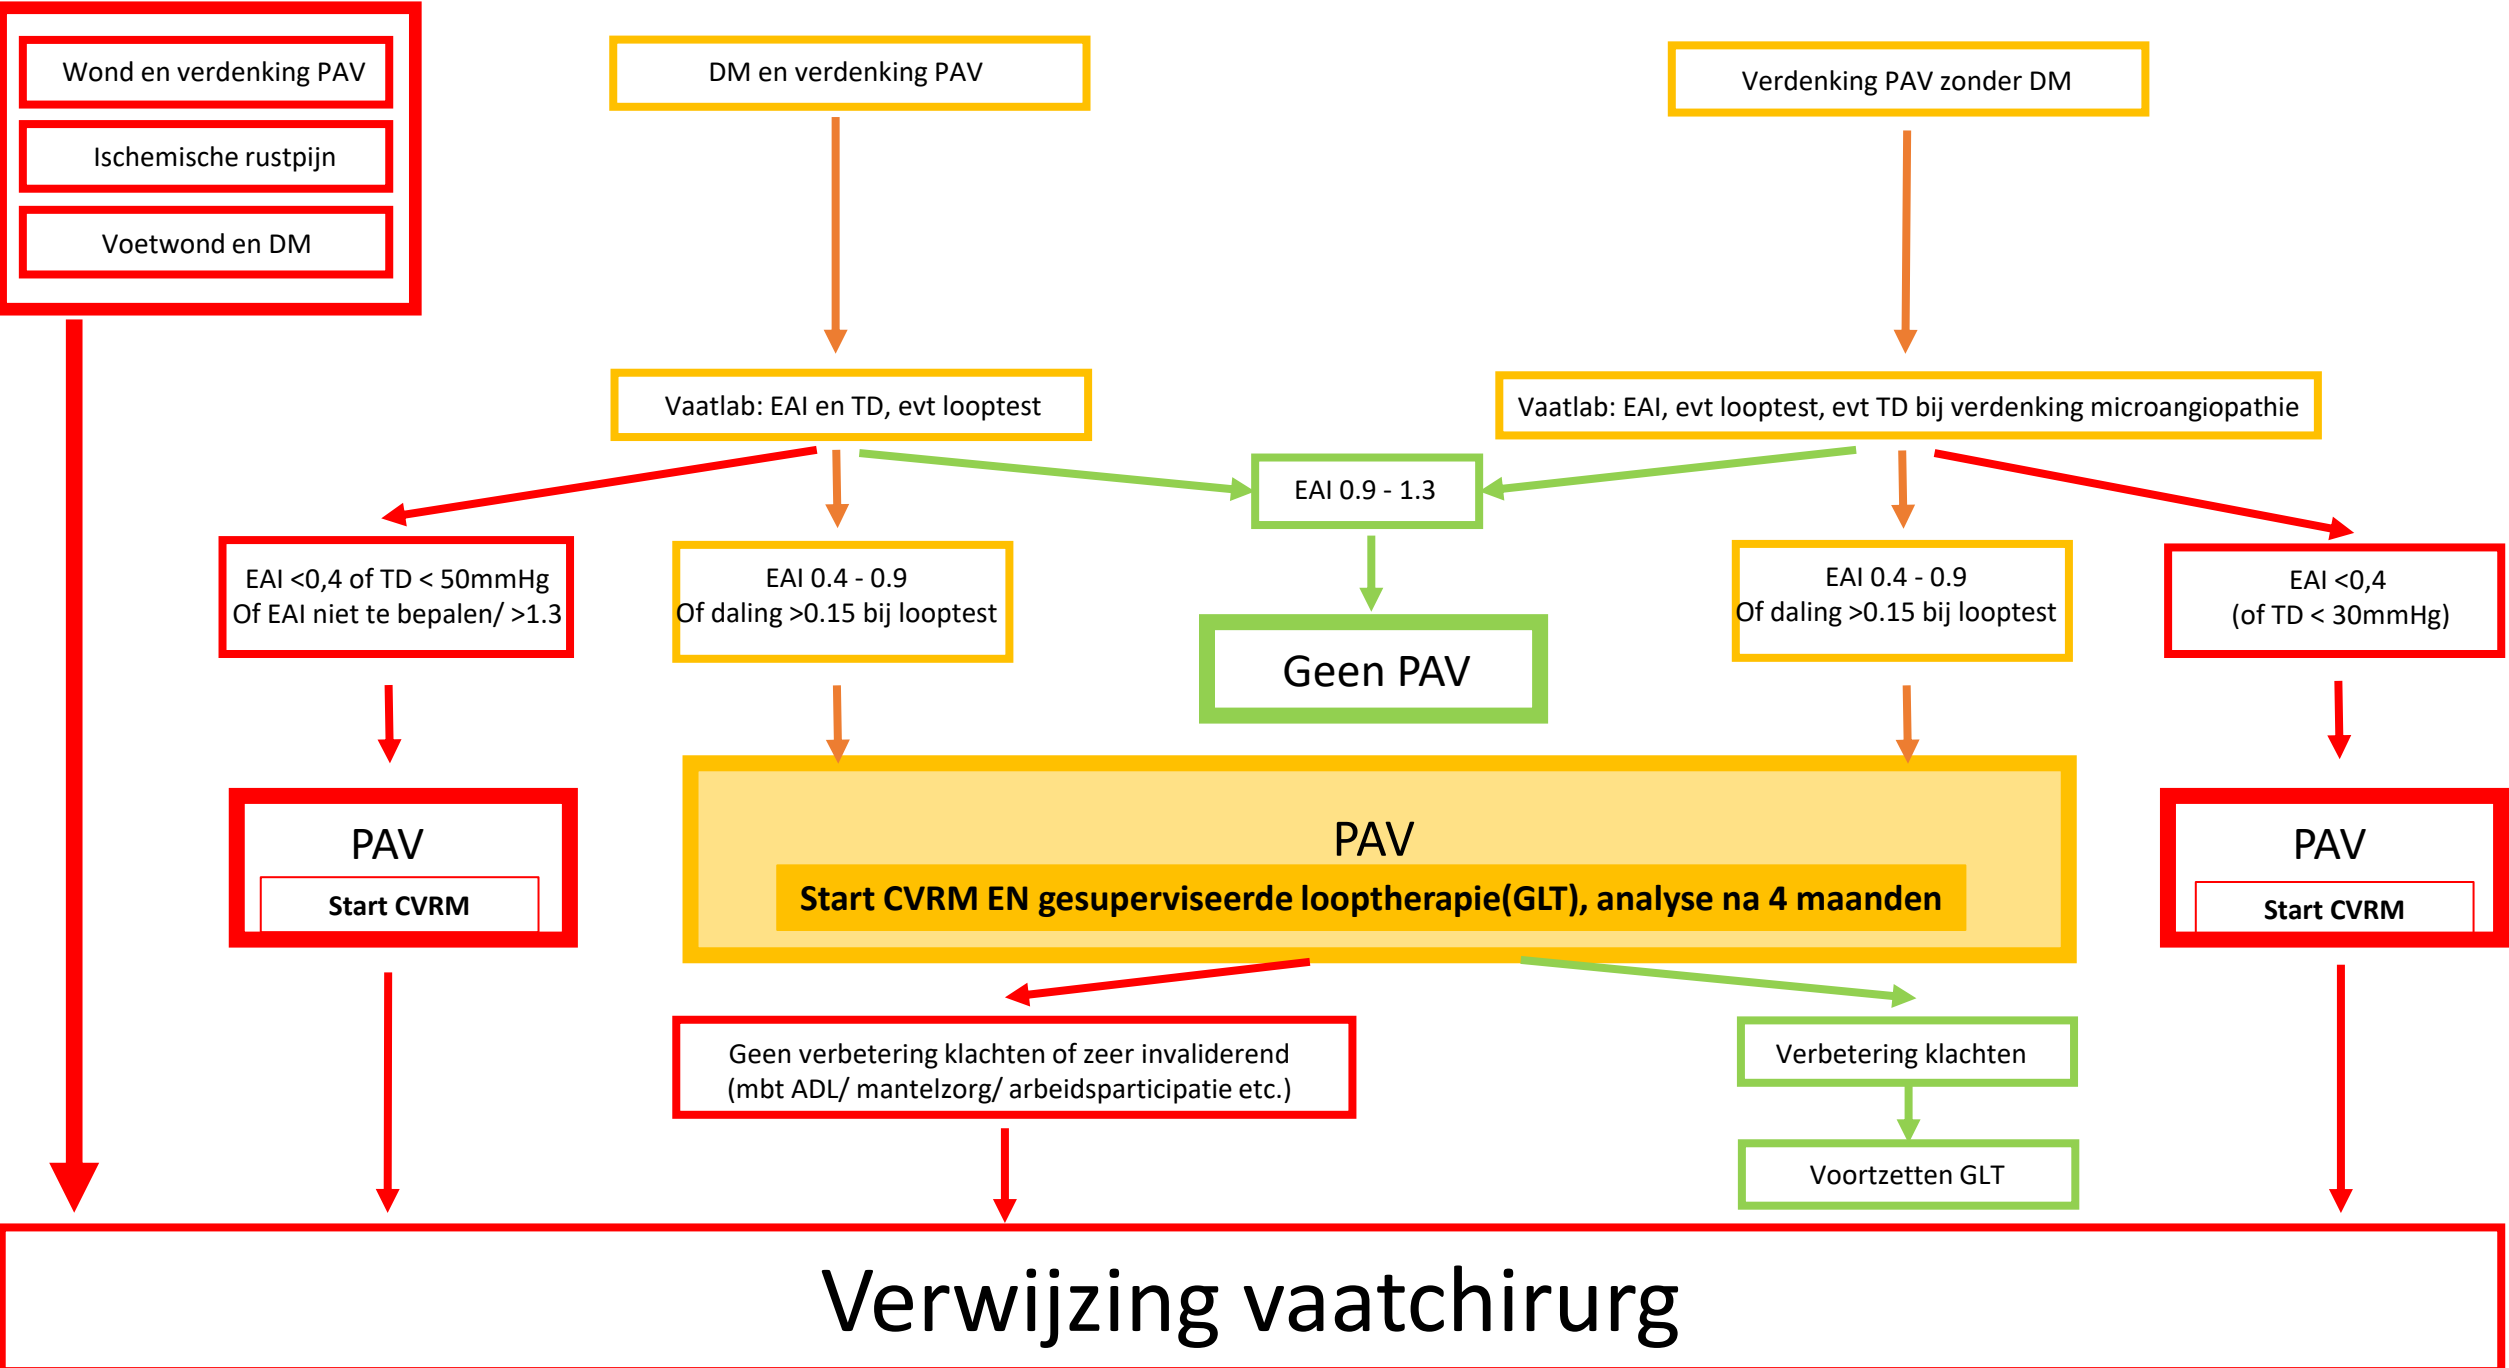 Wond en verdenking PAV
Ischemische rustpijn
Voetwond en DM
DM en verdenking PAV
Verdenking PAV zonder DM
Vaatlab: EAI en TD, evt looptest
Vaatlab: EAI, evt looptest, evt TD bij verdenking microangiopathie
EAI 0.9 - 1.3
EAI <0,4 of TD < 50mmHg
Of EAI niet te bepalen/ >1.3
EAI 0.4 - 0.9
Of daling >0.15 bij looptest
EAI 0.4 - 0.9
Of daling >0.15 bij looptest
EAI <0,4
(of TD < 30mmHg)
Geen PAV
PAV
Start CVRM
PAV
Start CVRM EN gesuperviseerde looptherapie(GLT), analyse na 4 maanden
PAV
Start CVRM
Geen verbetering klachten of zeer invaliderend
(mbt ADL/ mantelzorg/ arbeidsparticipatie etc.)
Verbetering klachten
Voortzetten GLT
Verwijzing vaatchirurg